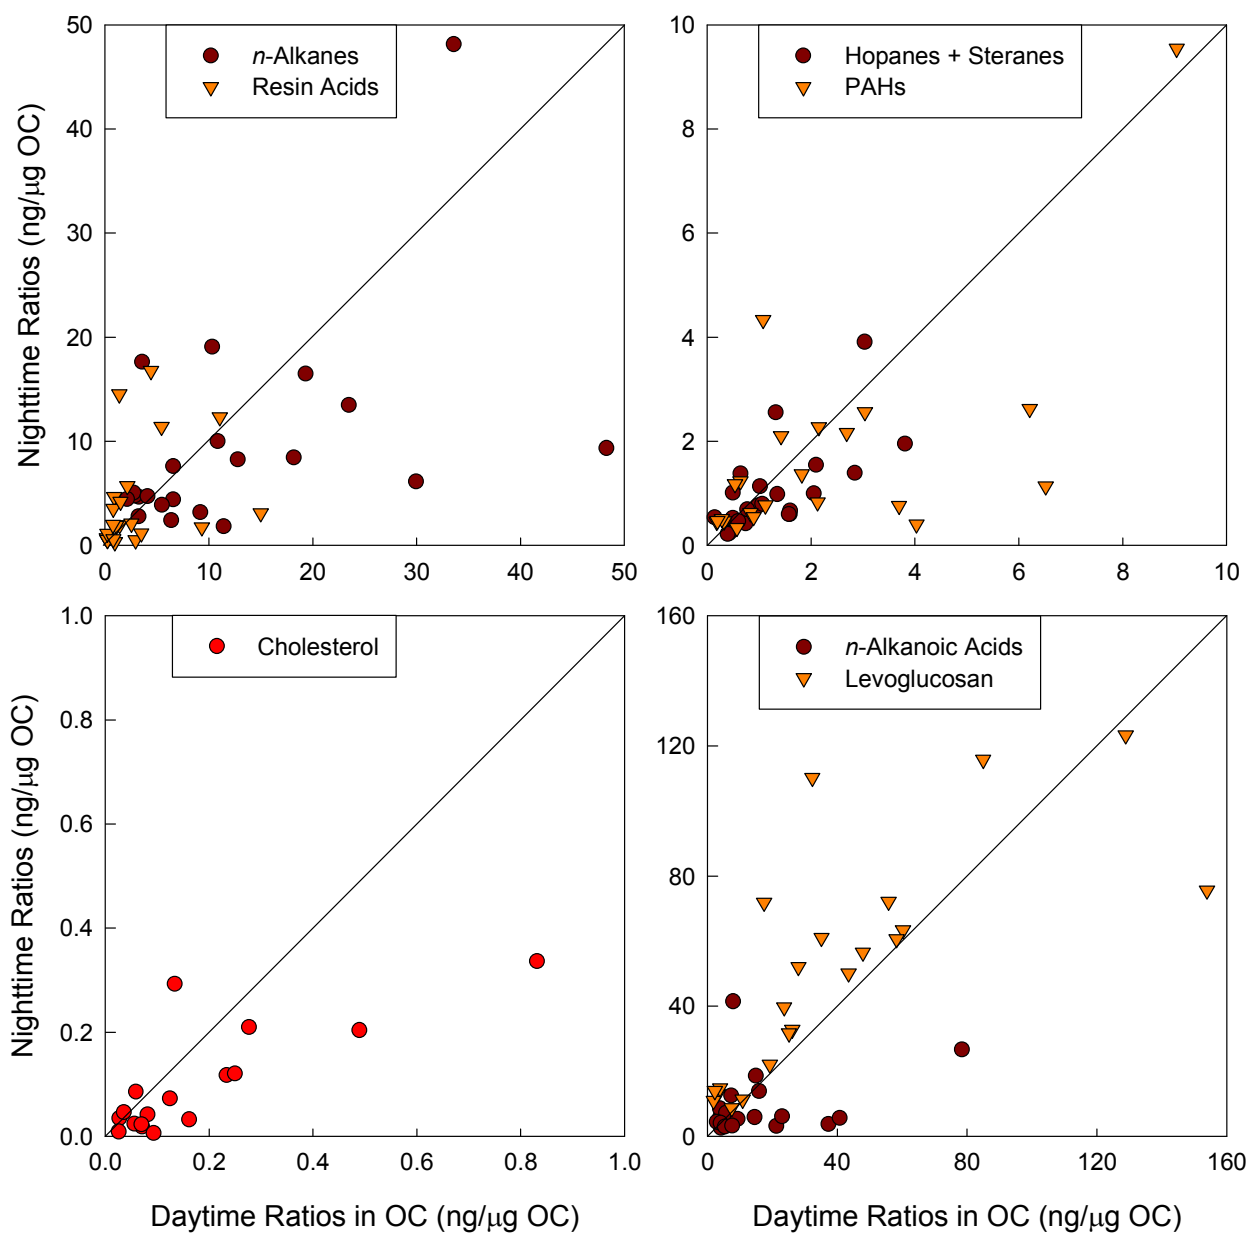 50
40
30
20
10
0
Nighttime Ratios (ng/μg OC)
n-Alkanes
Resin Acids
0 10 20 30 40 50
10
8
6
4
2
0
Hopanes + Steranes
PAHs
0 2 4 6 8 10
1.0
0.8
0.6
0.4
0.2
0.0
Nighttime Ratios (ng/μg OC)
Cholesterol
0.0 0.2 0.4 0.6 0.8 1.0
Daytime Ratios in OC (ng/μg OC)
160
120
80
40
0
n-Alkanoic Acids
Levoglucosan
0 40 80 120 160
Daytime Ratios in OC (ng/μg OC)